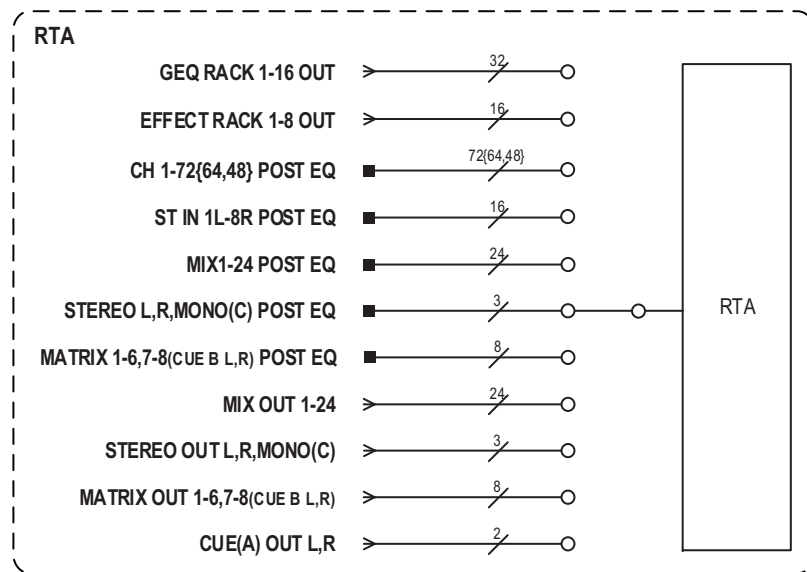 RTA
GEQ RACK 1-16 OUT 32
EFFECT RACK 1-8 OUT 16
CH 1-72{64,48} POST EQ 72{64,48}
ST IN 1L-8R POST EQ 16
MIX1-24 POST EQ 24
STEREO L,R,MONO(C) POST EQ 3 RTA
MATRIX 1-6,7-8(CUE B L,R) POST EQ 8
MIX OUT 1-24 24
STEREO OUT L,R,MONO(C) 3
MATRIX OUT 1-6,7-8(CUE B L,R) 8
CUE(A) OUT L,R 2